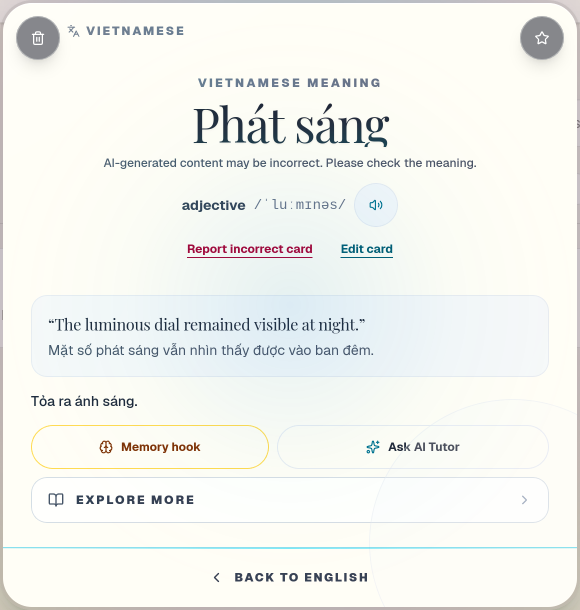 VIETNAMESE
VIETNAMESE MEANING
Phát sáng
AI-generated content may be incorrect. Please check the meaning.
adjective /ˈluːmɪnəs/
Report incorrect card Edit card
“The luminous dial remained visible at night.”
Mặt số phát sáng vẫn nhìn thấy được vào ban đêm.
Tỏa ra ánh sáng.
Memory hook Ask AI Tutor
EXPLORE MORE
BACK TO ENGLISH